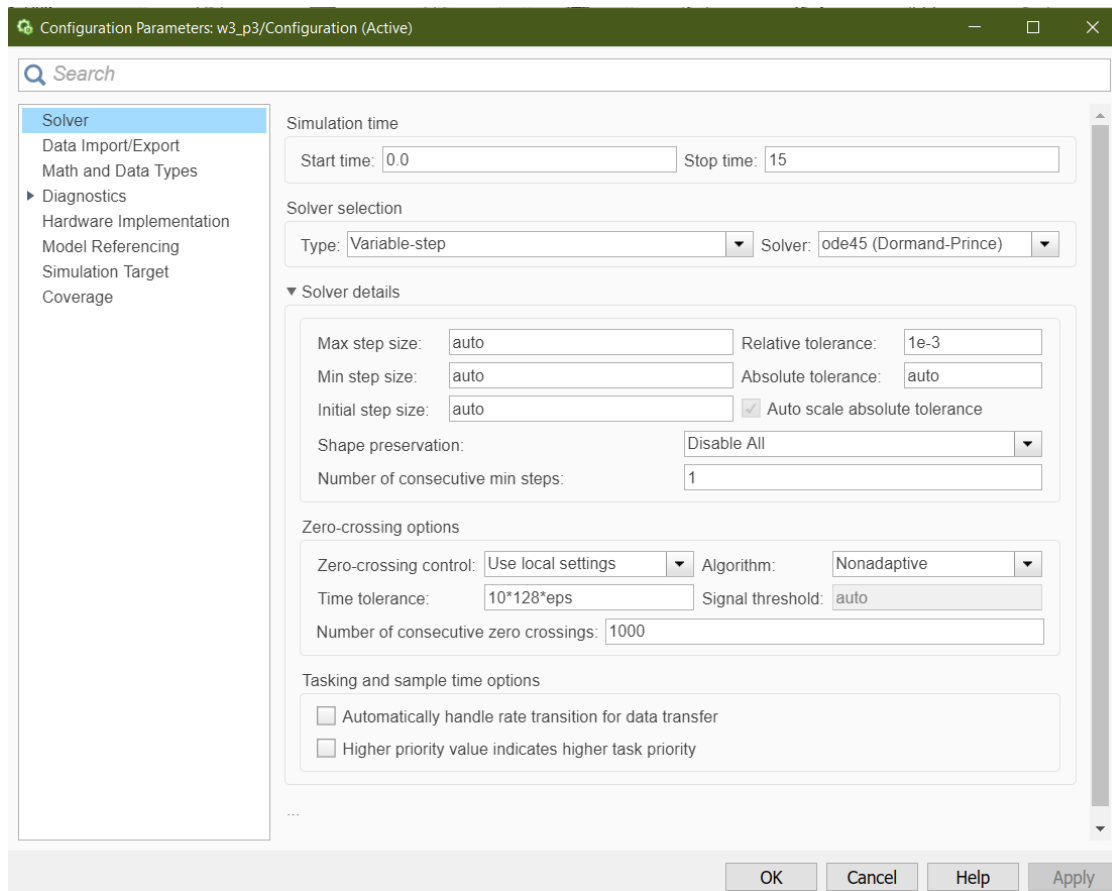 Configuration Parameters: w3_p3/Configuration (Active)
Search
Solver
Data Import/Export
Math and Data Types
Diagnostics
Hardware Implementation
Model Referencing
Simulation Target
Coverage
Simulation time
Start time: 0.0 Stop time: 15
Solver selection
Type: Variable-step Solver: ode45 (Dormand-Prince)
Solver details
Max step size: auto Relative tolerance: 1e-3
Min step size: auto Absolute tolerance: auto
Initial step size: auto Auto scale absolute tolerance
Shape preservation: Disable All
Number of consecutive min steps: 1
Zero-crossing options
Zero-crossing control: Use local settings Algorithm: Nonadaptive
Time tolerance: 10*128*eps Signal threshold: auto
Number of consecutive zero crossings: 1000
Tasking and sample time options
Automatically handle rate transition for data transfer
Higher priority value indicates higher task priority
...
OK Cancel Help Apply